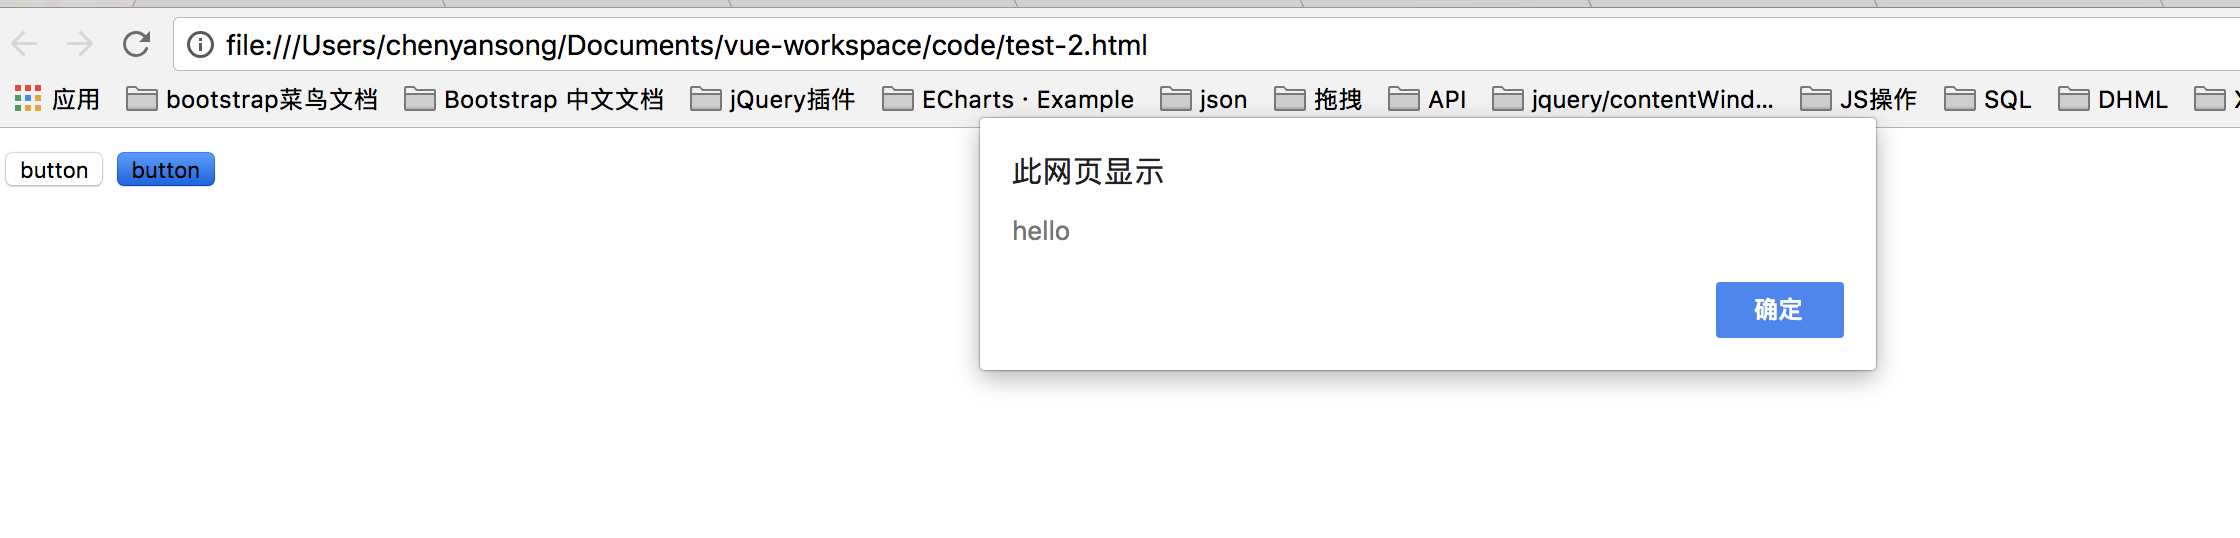 file:///Users/chenyansong/Documents/vue-workspace/code/test-2.html
应用 bootstrap菜鸟文档 Bootstrap 中文文档 jQuery插件 ECharts · Example json 拖拽 API jquery/contentWind... JS操作 SQL DHML
button button
此网页显示
hello
确定